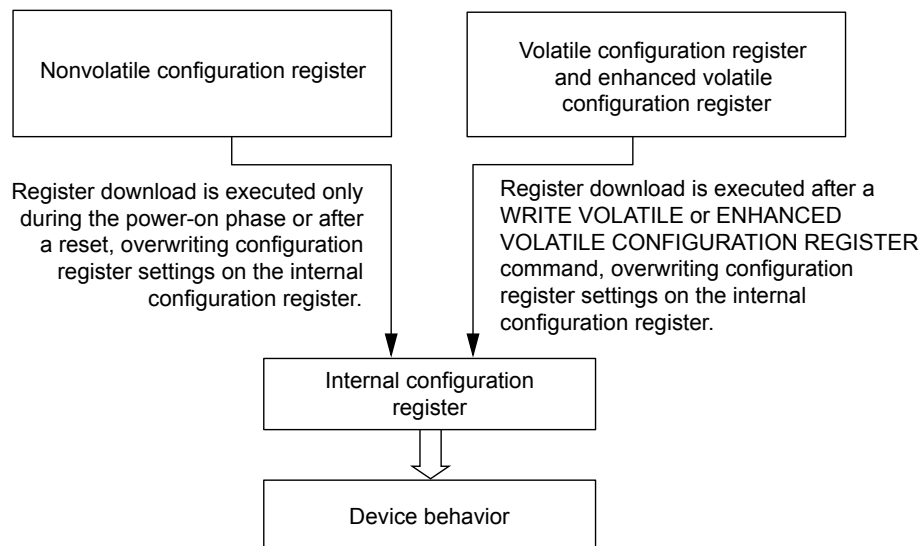 Nonvolatile configuration register
Volatile configuration register
and enhanced volatile
configuration register
Register download is executed only
during the power-on phase or after
a reset, overwriting configuration
register settings on the internal
configuration register.
Register download is executed after a
WRITE VOLATILE or ENHANCED
VOLATILE CONFIGURATION REGISTER
command, overwriting configuration
register settings on the internal
configuration register.
Internal configuration
register
Device behavior